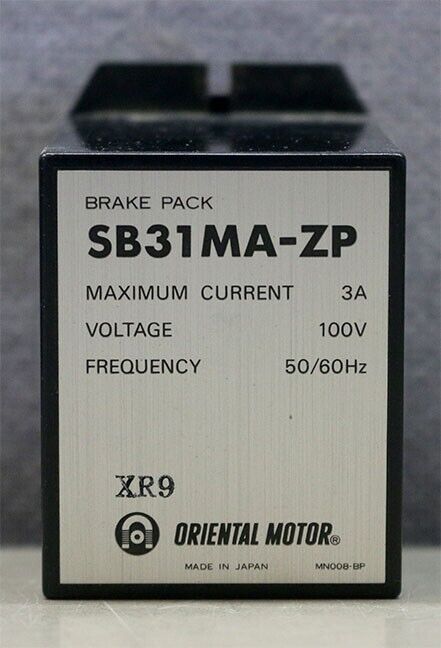 BRAKE PACK
SB31MA-ZP
MAXIMUM CURRENT 3A
VOLTAGE 100V
FREQUENCY 50/60Hz
XR9
ORIENTAL MOTOR®
MADE IN JAPAN MN008-BP